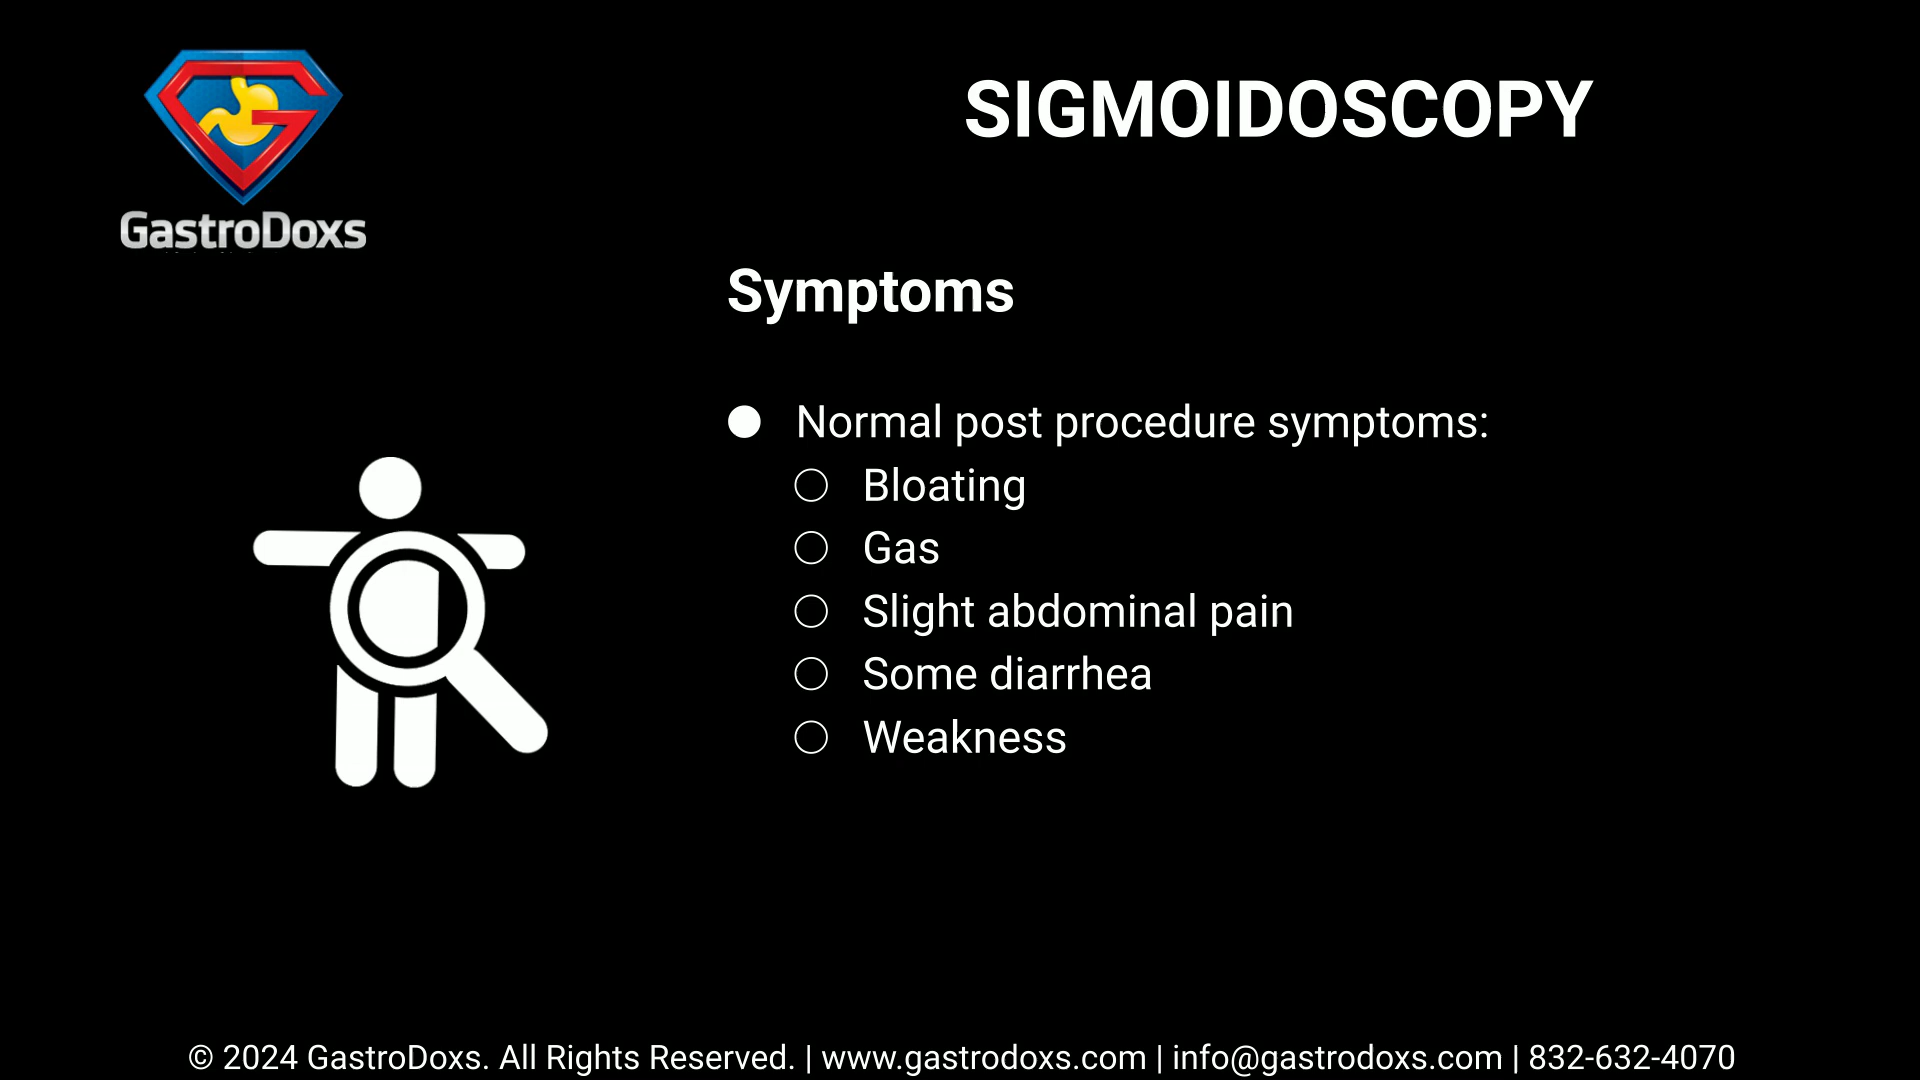 GastroDoxs
SIGMOIDOSCOPY
Symptoms
● Normal post procedure symptoms:
○ Bloating
○ Gas
○ Slight abdominal pain
○ Some diarrhea
○ Weakness
© 2024 GastroDoxs. All Rights Reserved. | www.gastrodoxs.com | info@gastrodoxs.com | 832-632-4070